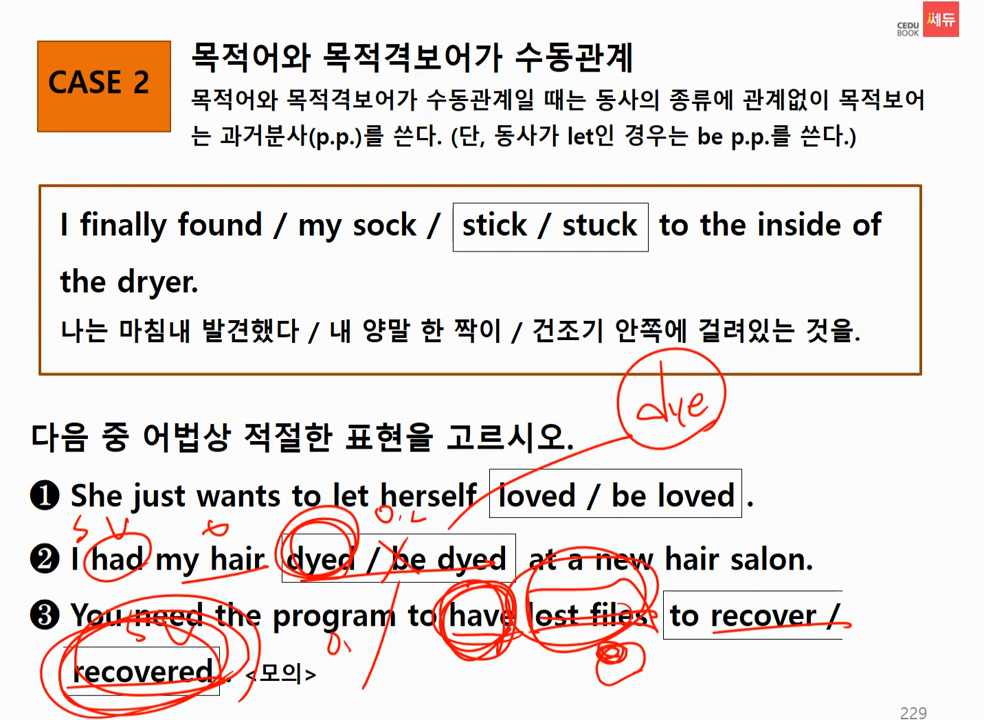 CEDU
BOOK
쎄듀
CASE 2
목적어와 목적격보어가 수동관계
목적어와 목적격보어가 수동관계일 때는 동사의 종류에 관계없이 목적보어
는 과거분사(p.p.)를 쓴다. (단, 동사가 let인 경우는 be p.p.를 쓴다.)
I finally found / my sock / stick / stuck to the inside of
the dryer.
나는 마침내 발견했다 / 내 양말 한 짝이 / 건조기 안쪽에 걸려있는 것을.
dye
다음 중 어법상 적절한 표현을 고르시오.
❶ She just wants to let herself loved / be loved .
S V O O.C
❷ I had my hair dyed / be dyed at a new hair salon.
❸ You need the program to have lost files to recover /
S V
recovered . <모의>
229